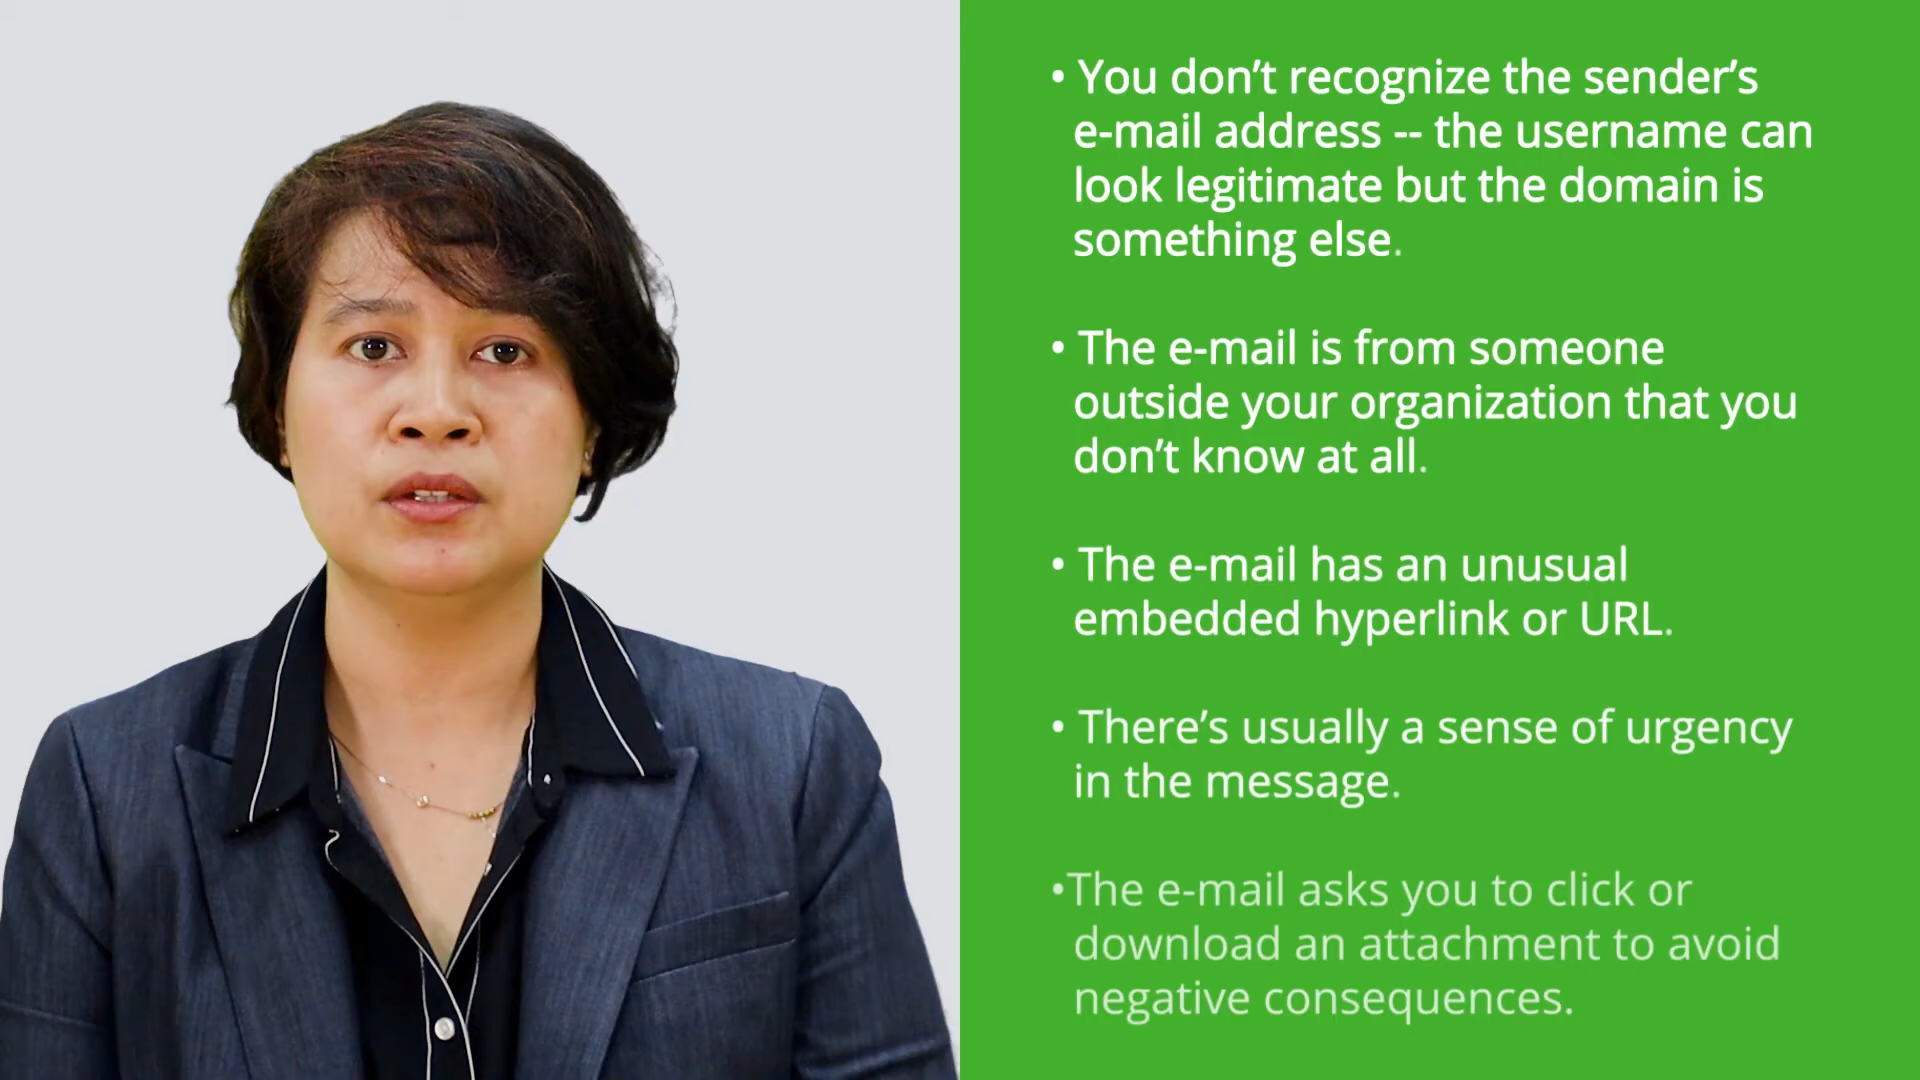 • You don’t recognize the sender’s
e-mail address -- the username can
look legitimate but the domain is
something else.
• The e-mail is from someone
outside your organization that you
don’t know at all.
• The e-mail has an unusual
embedded hyperlink or URL.
• There’s usually a sense of urgency
in the message.
•The e-mail asks you to click or
download an attachment to avoid
negative consequences.